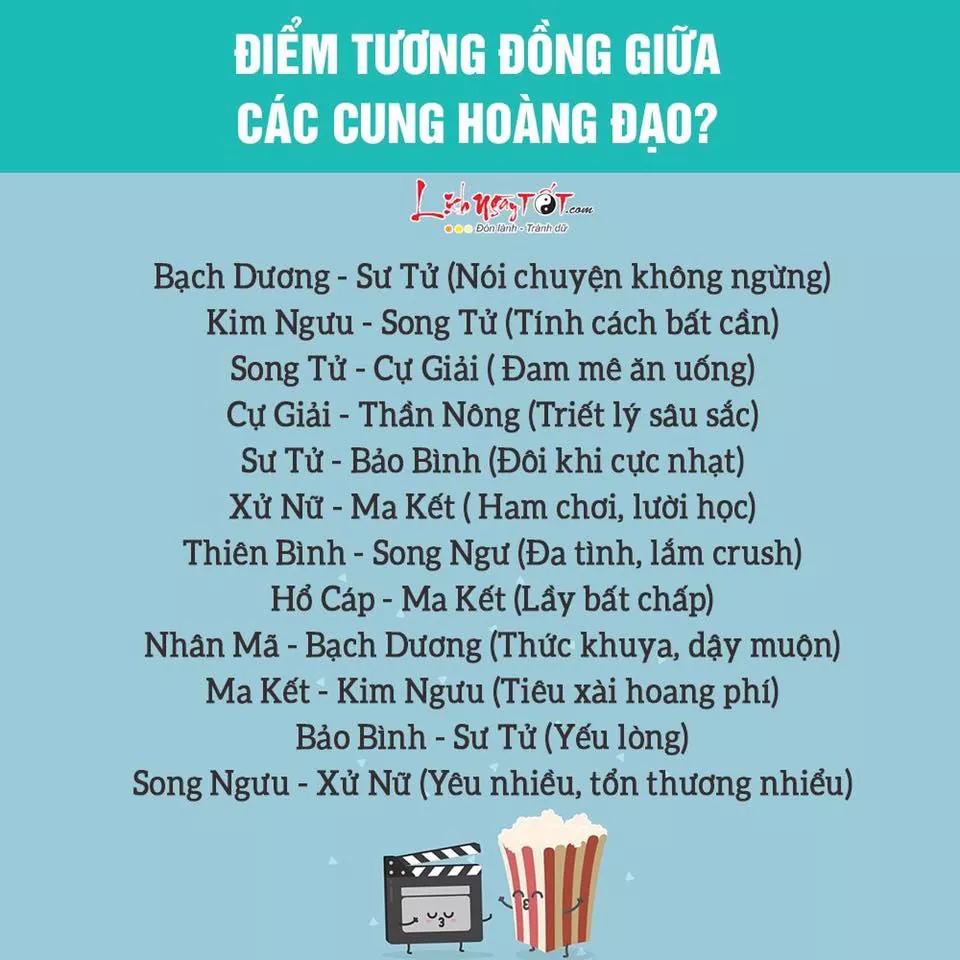 ĐIỂM TƯƠNG ĐỒNG GIỮA
CÁC CUNG HOÀNG ĐẠO?
Lịch Ngày TỐT.com
Đón lành - Tránh dữ
Bạch Dương - Sư Tử (Nói chuyện không ngừng)
Kim Ngưu - Song Tử (Tính cách bất cần)
Song Tử - Cự Giải ( Đam mê ăn uống)
Cự Giải - Thần Nông (Triết lý sâu sắc)
Sư Tử - Bảo Bình (Đôi khi cực nhạt)
Xử Nữ - Ma Kết ( Ham chơi, lười học)
Thiên Bình - Song Ngư (Đa tình, lắm crush)
Hổ Cáp - Ma Kết (Lầy bất chấp)
Nhân Mã - Bạch Dương (Thức khuya, dậy muộn)
Ma Kết - Kim Ngưu (Tiêu xài hoang phí)
Bảo Bình - Sư Tử (Yếu lòng)
Song Ngưu - Xử Nữ (Yêu nhiều, tổn thương nhiểu)